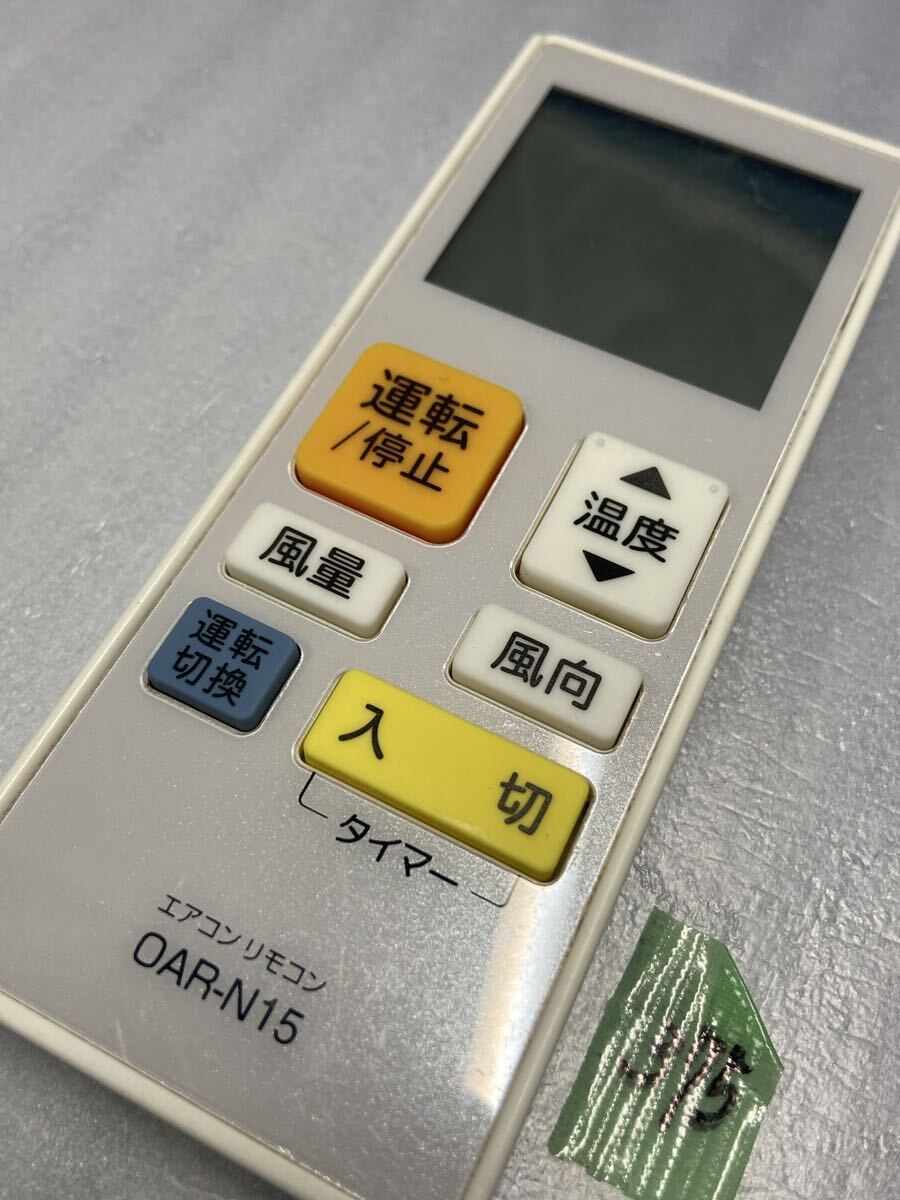 運転
/停止
▲
温度
▼
風量
運転
切換
風向
入 切
タイマー
エアコンリモコン
OAR-N15
375